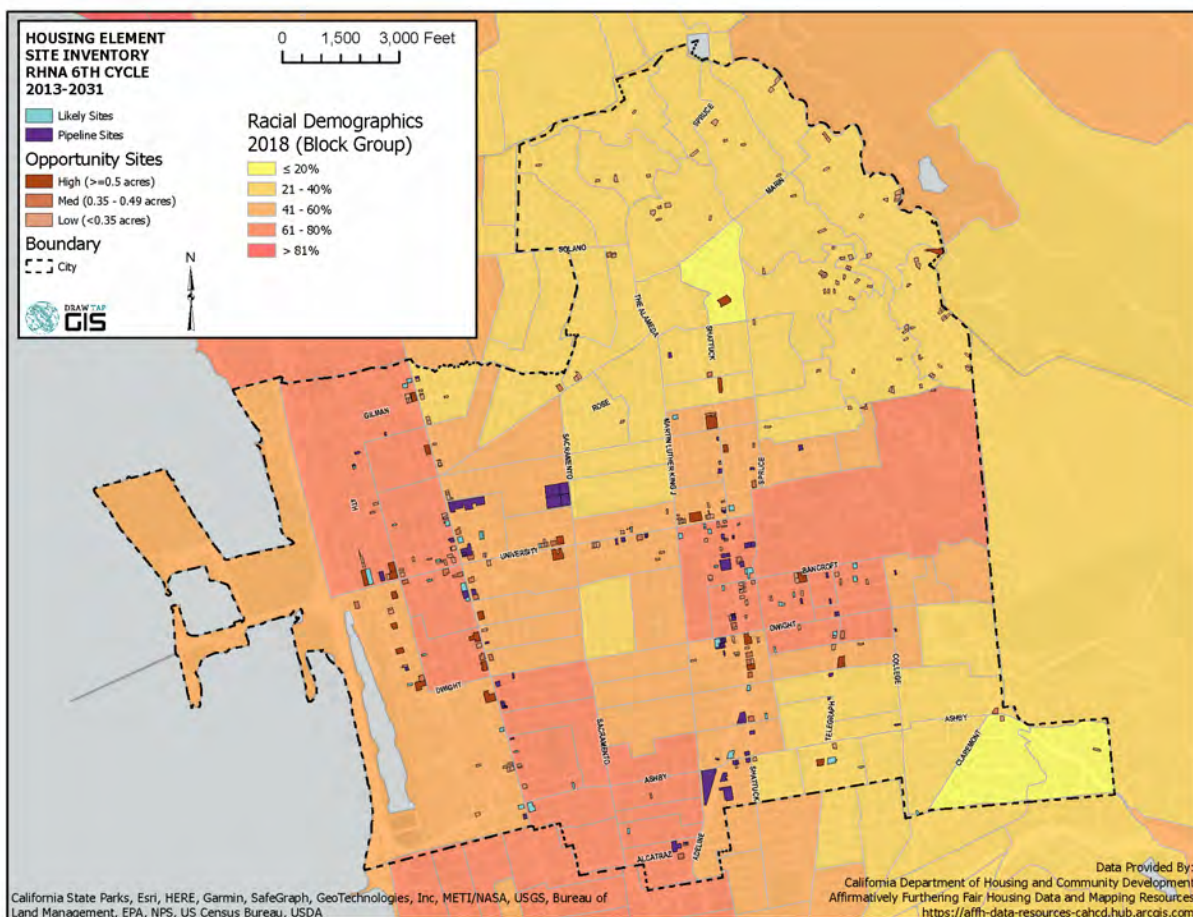 HOUSING ELEMENT
SITE INVENTORY
RHNA 6TH CYCLE
2013-2031
Likely Sites
Pipeline Sites
Opportunity Sites
High (>=0.5 acres)
Med (0.35 - 0.49 acres)
Low (<0.35 acres)
Boundary
City
N
DRAW TAP
GIS
0 1,500 3,000 Feet
Racial Demographics
2018 (Block Group)
≤ 20%
21 - 40%
41 - 60%
61 - 80%
> 81%
SPRUCE
MARIN
SOLANO
THE ALAMEDA
SHATTUCK
GILMAN
ROSE
SACRAMENTO
MARTIN LUTHER KING J
SPRUCE
4TH
UNIVERSITY
BANCROFT
DWIGHT
DWIGHT
COLLEGE
SACRAMENTO
TELEGRAPH
ASHBY
CLAREMONT
ASHBY
SHATTUCK
ADELINE
ALCATRAZ
California State Parks, Esri, HERE, Garmin, SafeGraph, GeoTechnologies, Inc, METI/NASA, USGS, Bureau of
Land Management, EPA, NPS, US Census Bureau, USDA
Data Provided By:
California Department of Housing and Community Development
Affirmatively Furthering Fair Housing Data and Mapping Resources
https://affh-data-resources-cahcd.hub.arcgis.com